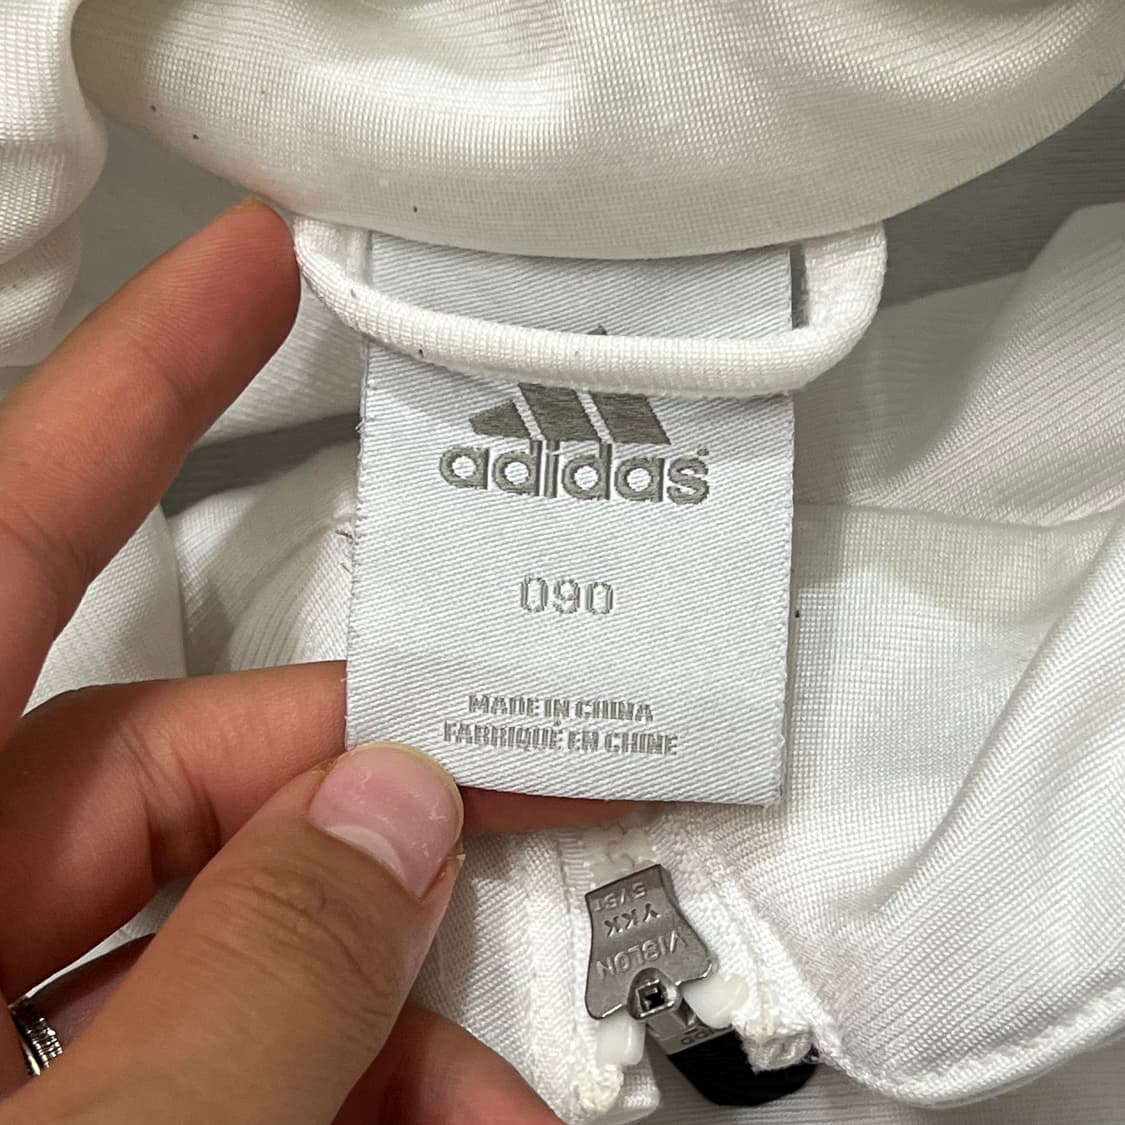 adidas®
090
MADE IN CHINA
FABRIQUÉ EN CHINE
VISLON
YKK
5VST